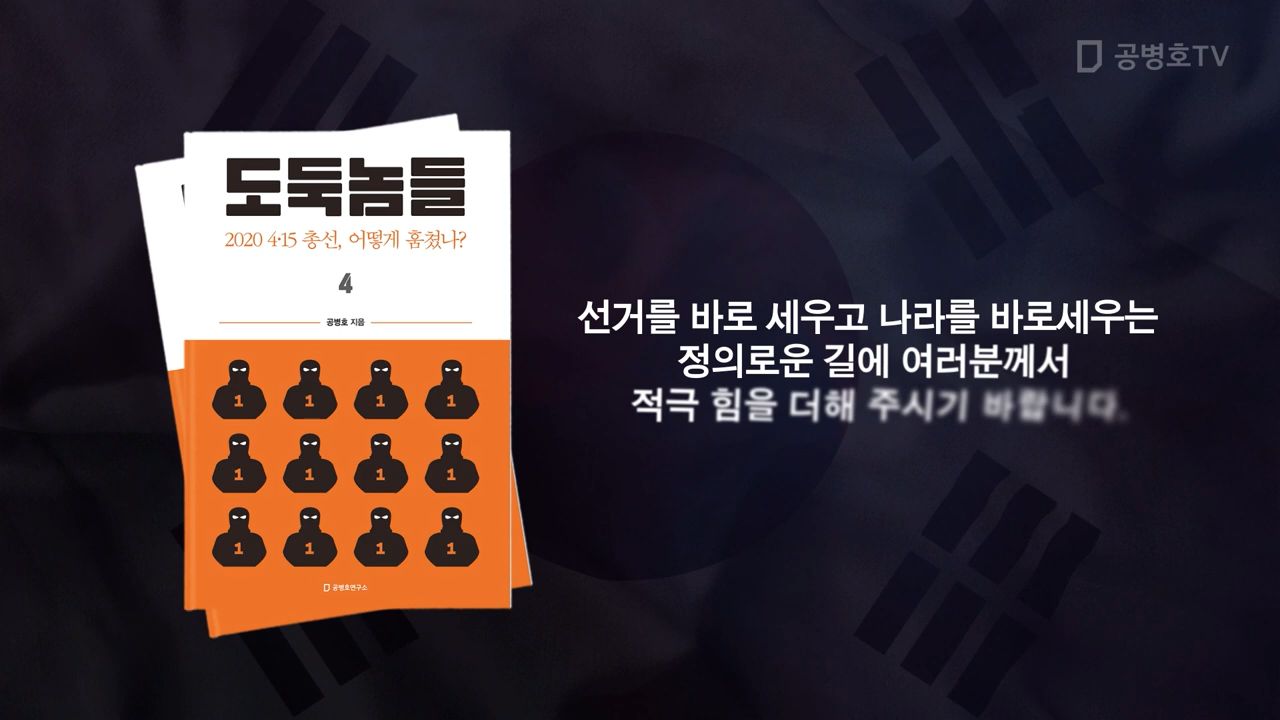 공병호TV
도둑놈들
2020 4·15 총선, 어떻게 훔쳤나?
4
공병호 지음
1 1 1 1
1 1 1 1
1 1 1 1
공병호연구소
선거를 바로 세우고 나라를 바로세우는
정의로운 길에 여러분께서
적극 힘을 더해 주시기 바랍니다.